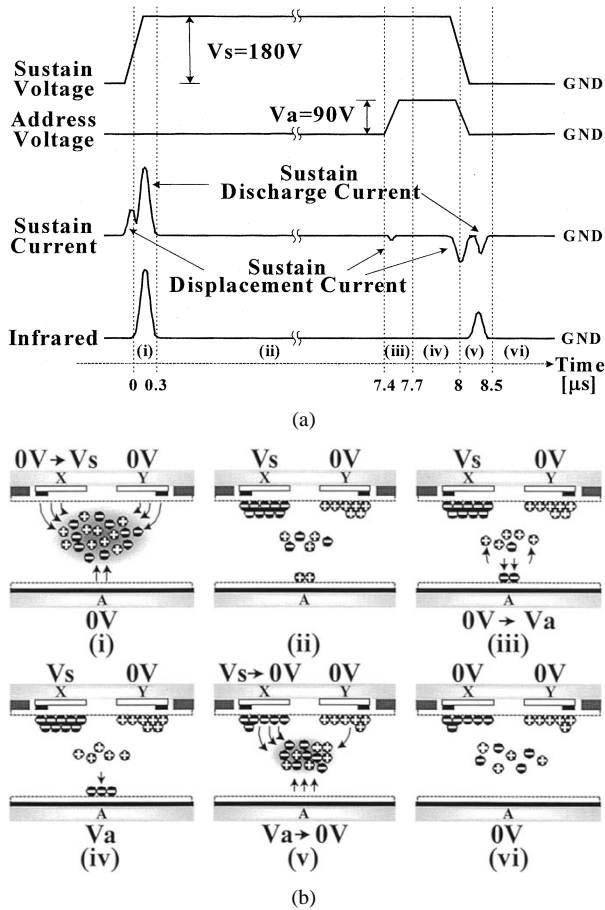 Vs=180V
Sustain
Voltage
GND
Va=90V
Address
Voltage
GND
Sustain
Discharge Current
Sustain
Current
GND
Sustain
Displacement Current
Infrared
GND
(i) (ii) (iii) (iv) (v) (vi)
Time
0 0.3 7.4 7.7 8 8.5 [µs]
(a)
0V→Vs 0V Vs 0V Vs 0V
X Y X Y X Y
A A A
0V 0V→Va
(i) (ii) (iii)
Vs 0V Vs→0V 0V 0V 0V
X Y X Y X Y
A A A
Va Va→0V 0V
(iv) (v) (vi)
(b)